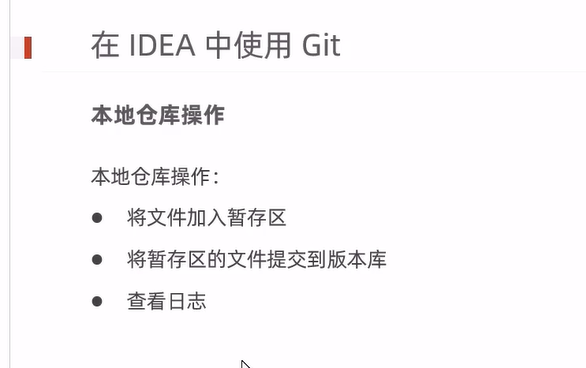 在 IDEA 中使用 Git
本地仓库操作
本地仓库操作：
● 将文件加入暂存区
● 将暂存区的文件提交到版本库
● 查看日志